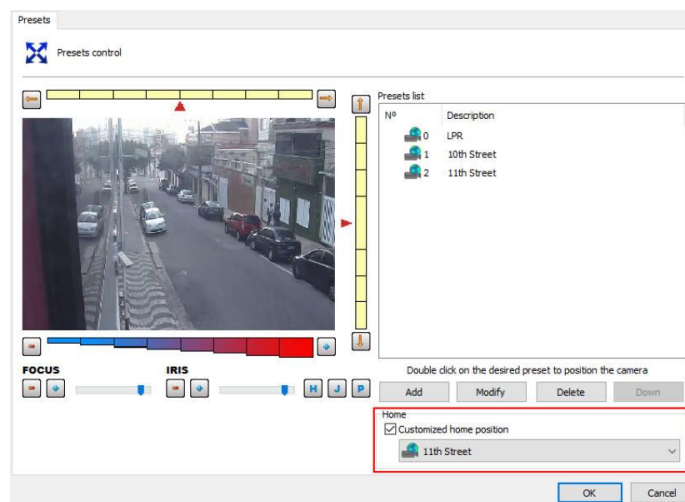 Presets
Presets control
Presets list
Nº Description
0 LPR
1 10th Street
2 11th Street
FOCUS IRIS
H J P
Double click on the desired preset to position the camera
Add Modify Delete Down
Home
Customized home position
11th Street
OK Cancel